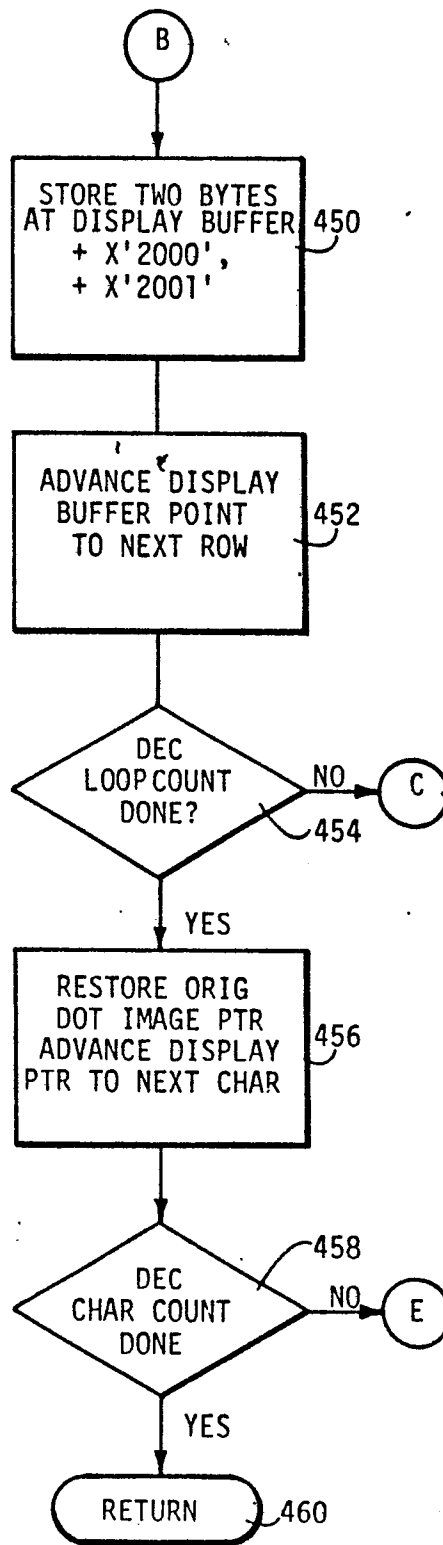 B
STORE TWO BYTES
AT DISPLAY BUFFER
+ X'2000',
+ X'2001'
450
ADVANCE DISPLAY
BUFFER POINT
TO NEXT ROW
452
DEC
LOOP COUNT
DONE?
NO
C
454
YES
RESTORE ORIG
DOT IMAGE PTR
ADVANCE DISPLAY
PTR TO NEXT CHAR
456
458
DEC
CHAR COUNT
DONE
NO
E
YES
RETURN
460